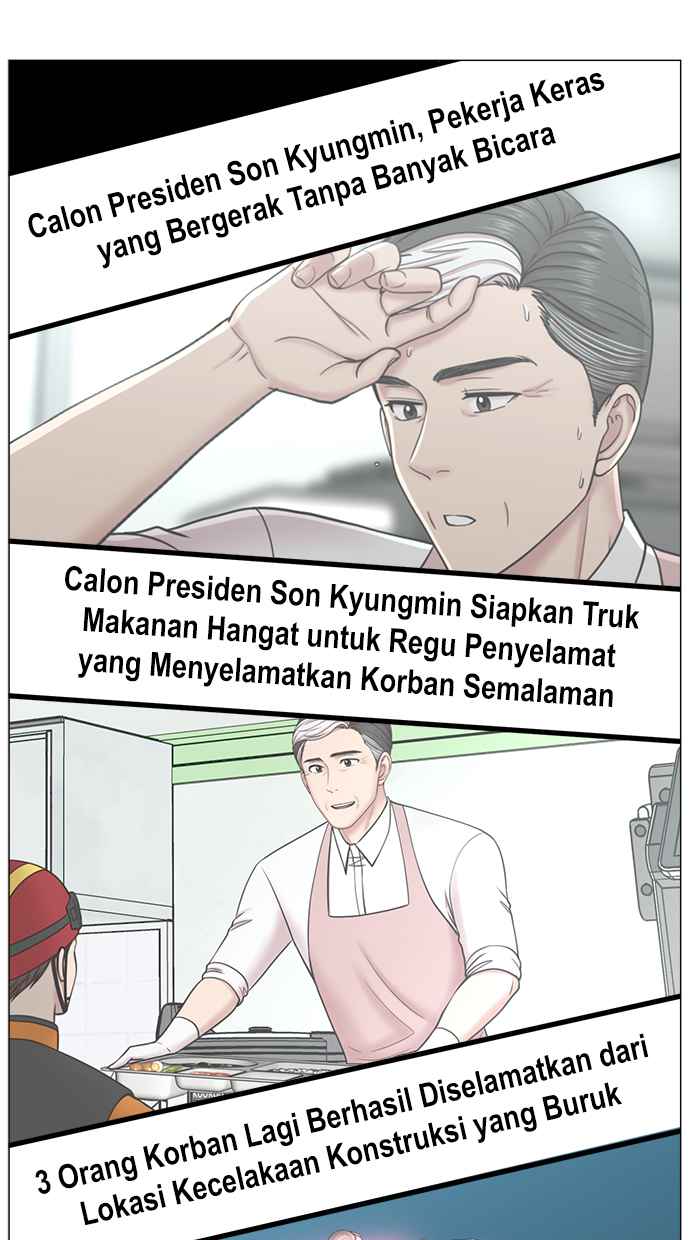 Calon Presiden Son Kyungmin, Pekerja Keras
yang Bergerak Tanpa Banyak Bicara
Calon Presiden Son Kyungmin Siapkan Truk
Makanan Hangat untuk Regu Penyelamat
yang Menyelamatkan Korban Semalaman
3 Orang Korban Lagi Berhasil Diselamatkan dari
Lokasi Kecelakaan Konstruksi yang Buruk